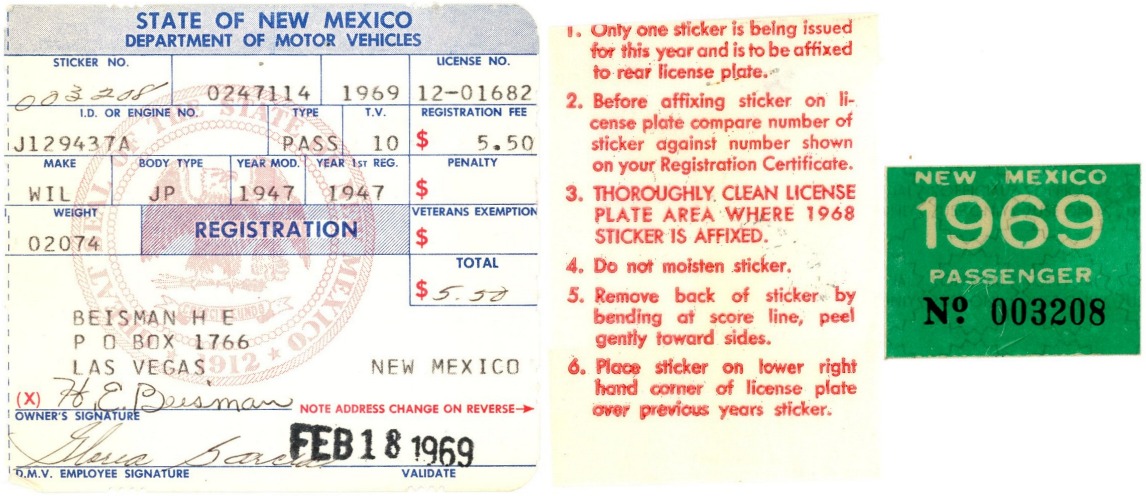 STATE OF NEW MEXICO
DEPARTMENT OF MOTOR VEHICLES
STICKER NO. LICENSE NO.
003208 0247114 1969 12-01682
I.D. OR ENGINE NO. TYPE T.V. REGISTRATION FEE
J129437A PASS 10 $ 5.50
MAKE BODY TYPE YEAR MOD. YEAR 1ST REG. PENALTY
WIL JP 1947 1947 $
WEIGHT REGISTRATION VETERANS EXEMPTION
02074 $
TOTAL
$ 5.50
BEISMAN H E
P O BOX 1766
LAS VEGAS NEW MEXICO
(X) H. E. Beisman
OWNER'S SIGNATURE NOTE ADDRESS CHANGE ON REVERSE→
Gloria Garcia FEB 18 1969
D.M.V. EMPLOYEE SIGNATURE VALIDATE
1912
1. Only one sticker is being issued
for this year and is to be affixed
to rear license plate.
2. Before affixing sticker on li-
cense plate compare number of
sticker against number shown
on your Registration Certificate.
3. THOROUGHLY CLEAN LICENSE
PLATE AREA WHERE 1968
STICKER IS AFFIXED.
4. Do not moisten sticker.
5. Remove back of sticker by
bending at score line, peel
gently toward sides.
6. Place sticker on lower right
hand corner of license plate
over previous years sticker.
NEW MEXICO
1969
PASSENGER
Nº 003208